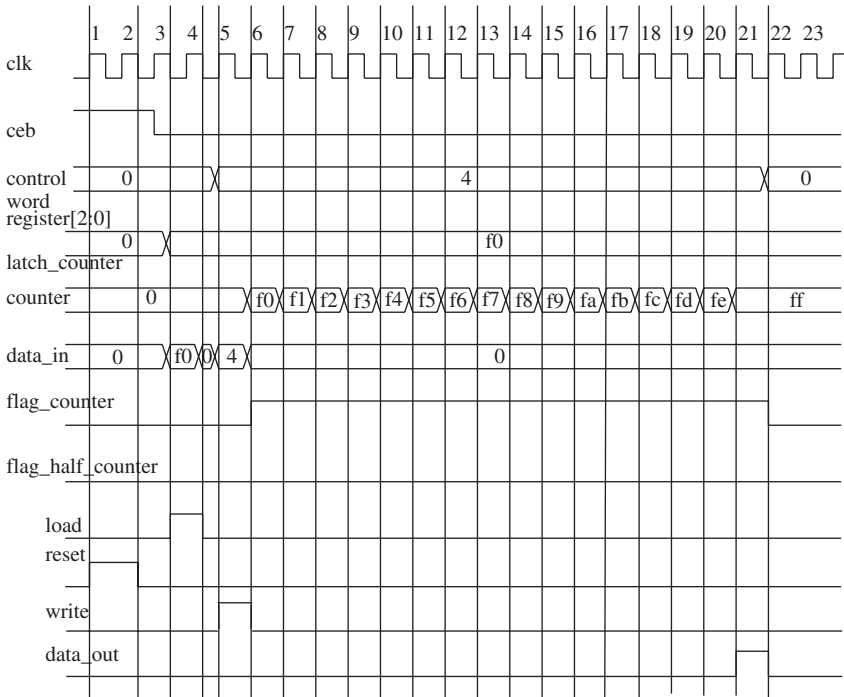 1 2 3 4 5 6 7 8 9 10 11 12 13 14 15 16 17 18 19 20 21 22 23
clk
ceb
control 0 4 0
word
register[2:0]
0 f0
latch_counter
counter 0 f0 f1 f2 f3 f4 f5 f6 f7 f8 f9 fa fb fc fd fe ff
data_in 0 f0 0 4 0
flag_counter
flag_half_counter
load
reset
write
data_out